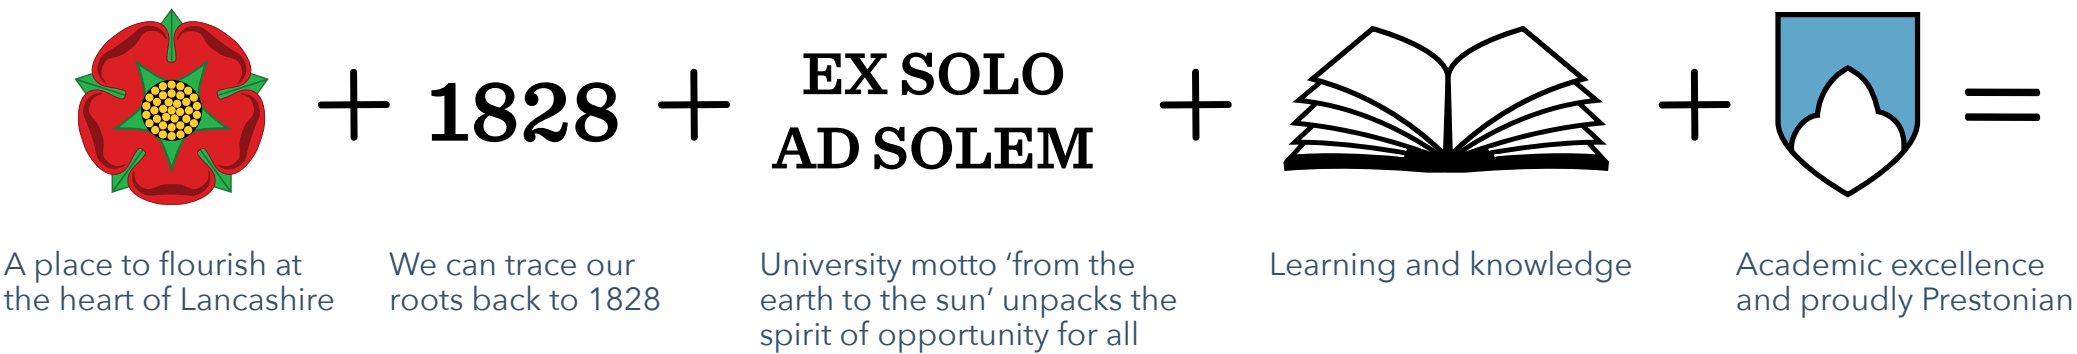 + 1828 + EX SOLO
AD SOLEM + + =
A place to flourish at
the heart of Lancashire
We can trace our
roots back to 1828
University motto ‘from the
earth to the sun’ unpacks the
spirit of opportunity for all
Learning and knowledge
Academic excellence
and proudly Prestonian